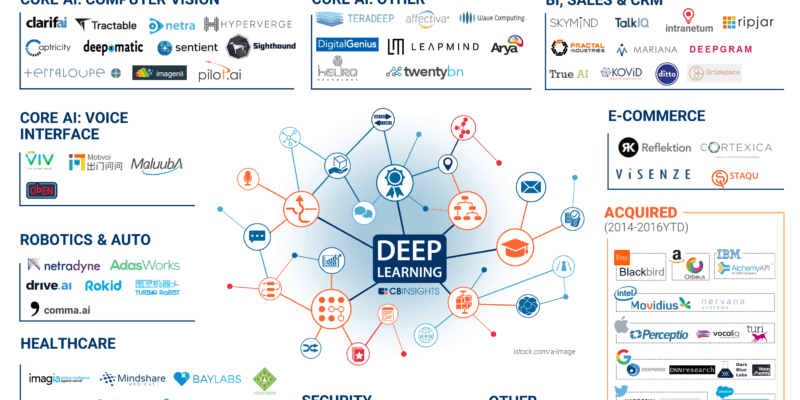 CORE AI: COMPUTER VISION
clarifai
Tractable
netra
HYPERVERGE
Captricity
deepomatic
sentient
Sighthound
terraloupe
imagenii
pilot.ai
CORE AI: OTHER
TERADEEP
affectiva
Wave Computing.
DigitalGenius
LEAPMIND
Arya
neuro
twentybn
BI, SALES & CRM
SKYMIND
TalkIQ
intranetum
ripjar
FRACTAL
INDUSTRIES
MARIANA
DEEPGRAM
True AI
KOViD
ditto
Gridspace
CORE AI: VOICE
INTERFACE
VIV
Mobvoi
出门问问
MaluubA
OPEN
E-COMMERCE
RK
Reflektion
CORTEXICA
ViSENZE
STAQU
ROBOTICS & AUTO
netradyne
AdasWorks
drive.ai
Rokid
图灵机器人
TURING ROBOT
comma.ai
DEEP
LEARNING
CBINSIGHTS
istock.com/a-image
ACQUIRED
(2014-2016YTD)
Etsy
Blackbird
a
Orbeus
IBM
AlchemyAPI
intel
Movidius
nervana
SYSTEMS
Perceptio
vocaliq
turi
G
DEEPMIND
DNNresearch
Dark
Blue
Labs
Vision
Factory
HEALTHCARE
imagia
Mindshare
MEDICAL
BAYLABS
SECURITY
OTHER